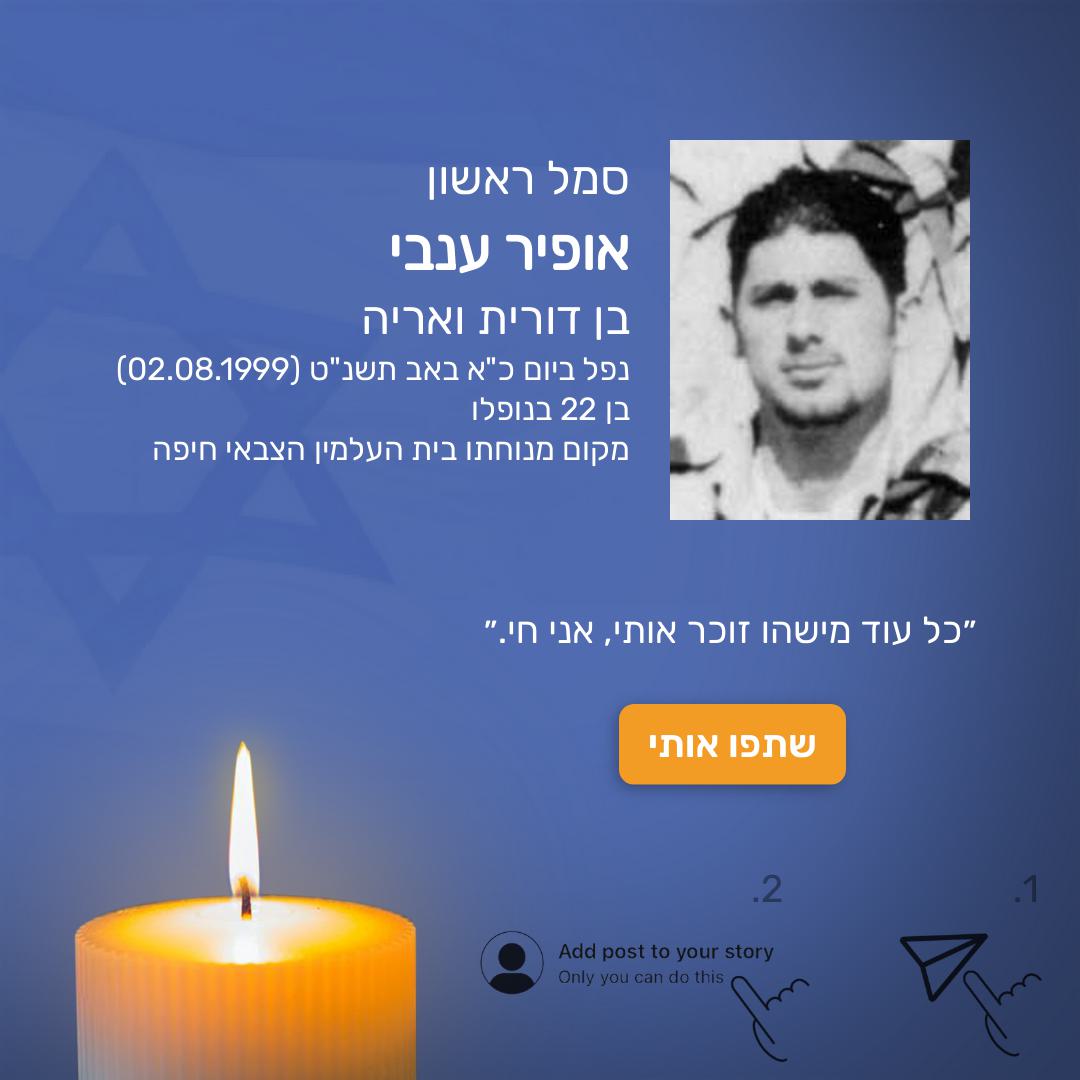 סמל ראשון
אופיר ענבי
בן דורית ואריה
נפל ביום כ"א באב תשנ"ט (02.08.1999)
בן 22 בנופלו
מקום מנוחתו בית העלמין הצבאי חיפה
״כל עוד מישהו זוכר אותי, אני חי.״
שתפו אותי
1.
2.
Add post to your story
Only you can do this